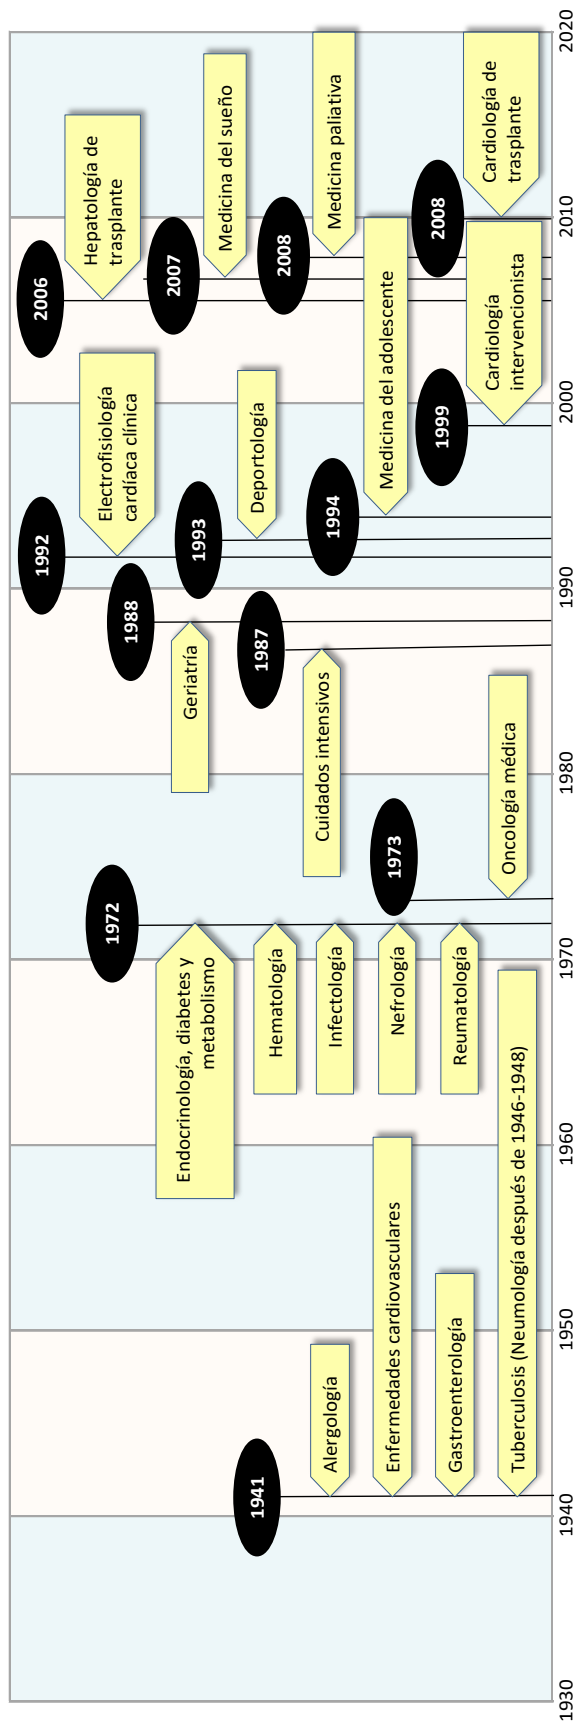 1941
Alergología
Enfermedades cardiovasculares
Gastroenterología
Tuberculosis (Neumología después de 1946-1948)
1972
Endocrinología, diabetes y
metabolismo
Hematología
Infectología
Nefrología
Reumatología
1973
Oncología médica
1987
Cuidados intensivos
1988
Geriatría
1992
Electrofisiología
cardíaca clínica
1993
Deportología
1994
Medicina del adolescente
1999
Cardiología
intervencionista
2006
Hepatología de
trasplante
2007
Medicina del sueño
2008
Medicina paliativa
2008
Cardiología de
trasplante
1930
1940
1950
1960
1970
1980
1990
2000
2010
2020